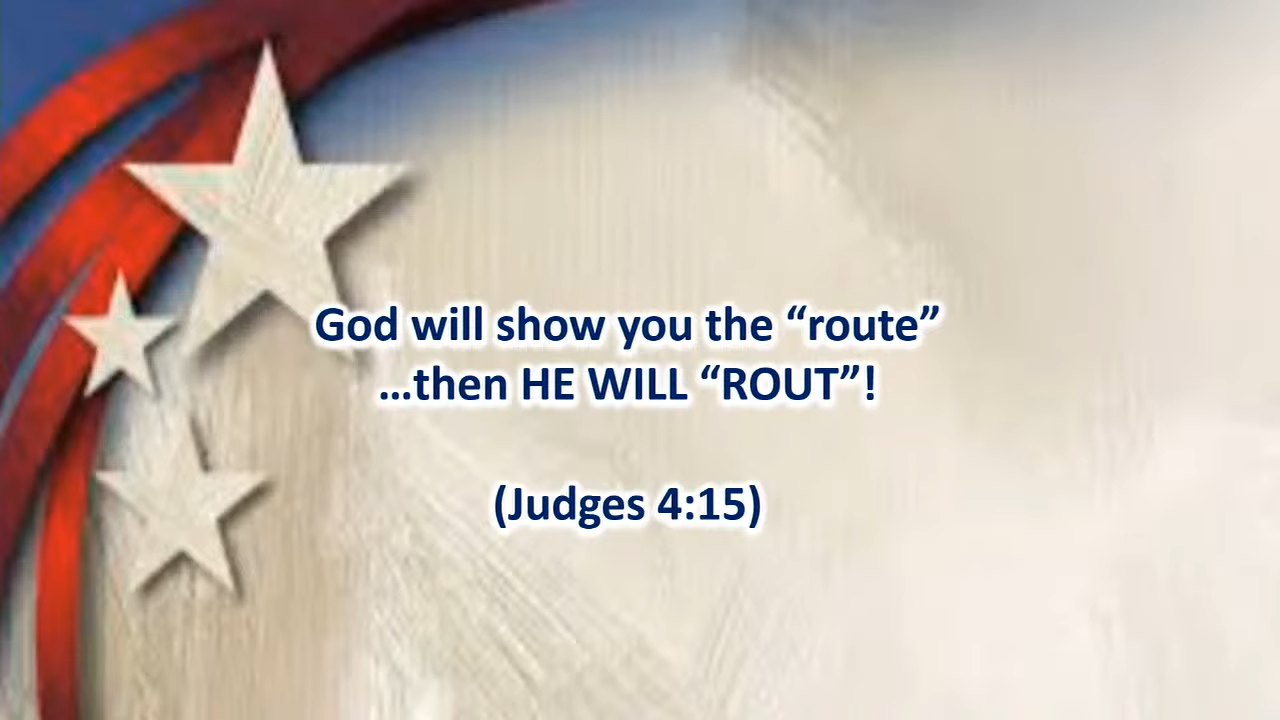 God will show you the “route”
…then HE WILL “ROUT”!
(Judges 4:15)